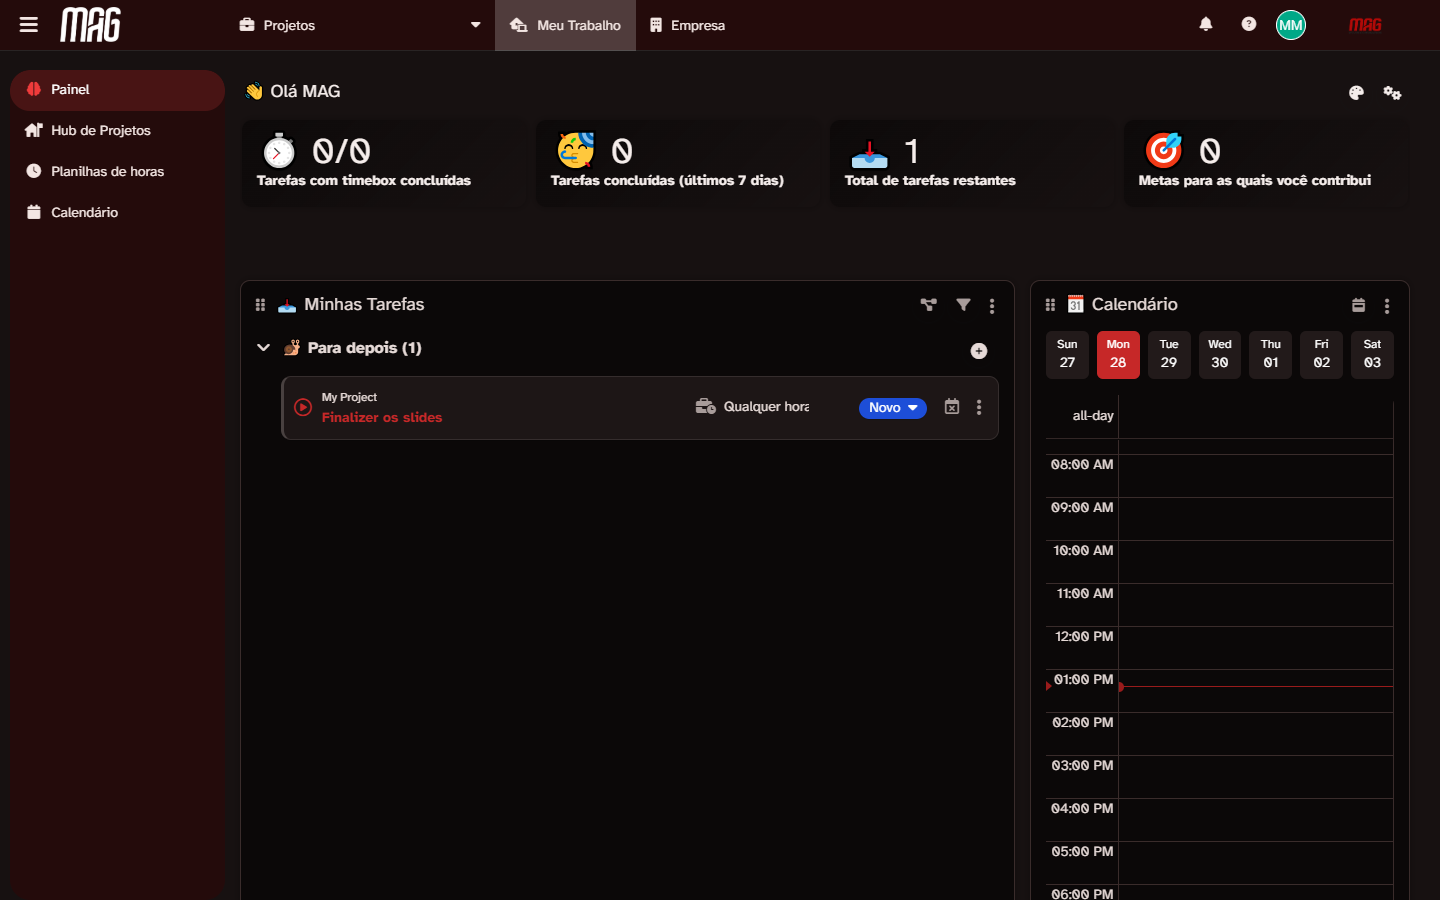 MAG
Projetos
Meu Trabalho
Empresa
MM
MAG
Painel
Hub de Projetos
Planilhas de horas
Calendário
👋 Olá MAG
0/0
Tarefas com timebox concluídas
0
Tarefas concluídas (últimos 7 dias)
1
Total de tarefas restantes
0
Metas para as quais você contribui
Minhas Tarefas
Para depois (1)
My Project
Finalizer os slides
Qualquer hora
Novo
31 Calendário
Sun 27
Mon 28
Tue 29
Wed 30
Thu 01
Fri 02
Sat 03
all-day
08:00 AM
09:00 AM
10:00 AM
11:00 AM
12:00 PM
01:00 PM
02:00 PM
03:00 PM
04:00 PM
05:00 PM
06:00 PM